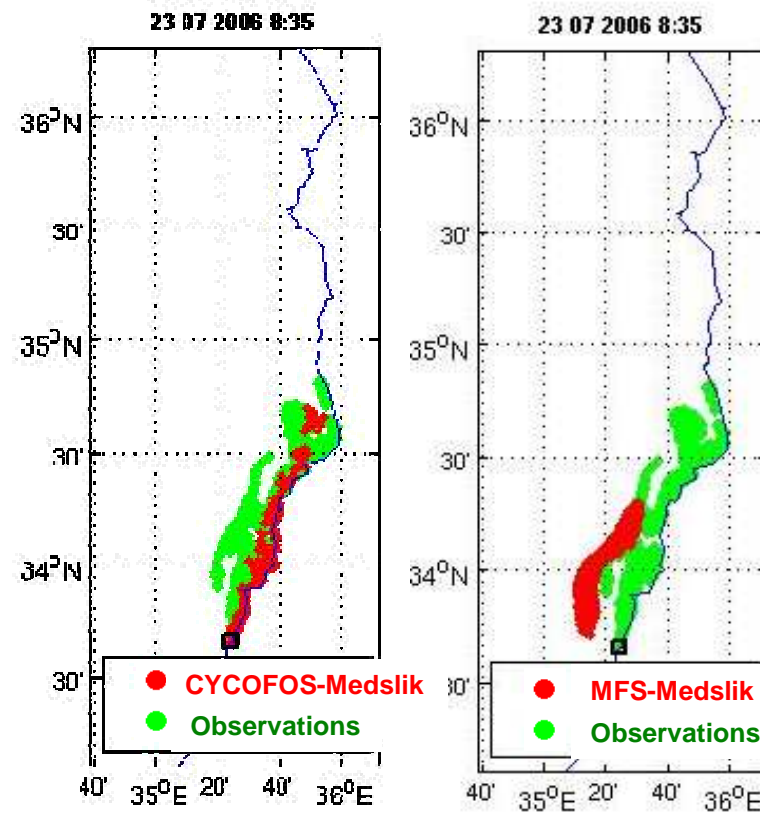 23 07 2006 8:35
36°N
30'
35°N
30'
34°N
30'
CYCOFOS-Medslik
Observations
40' 35°E 20' 40' 36°E
23 07 2006 8:35
36°N
30'
35°N
30'
34°N
30'
MFS-Medslik
Observations
40' 35°E 20' 40' 36°E